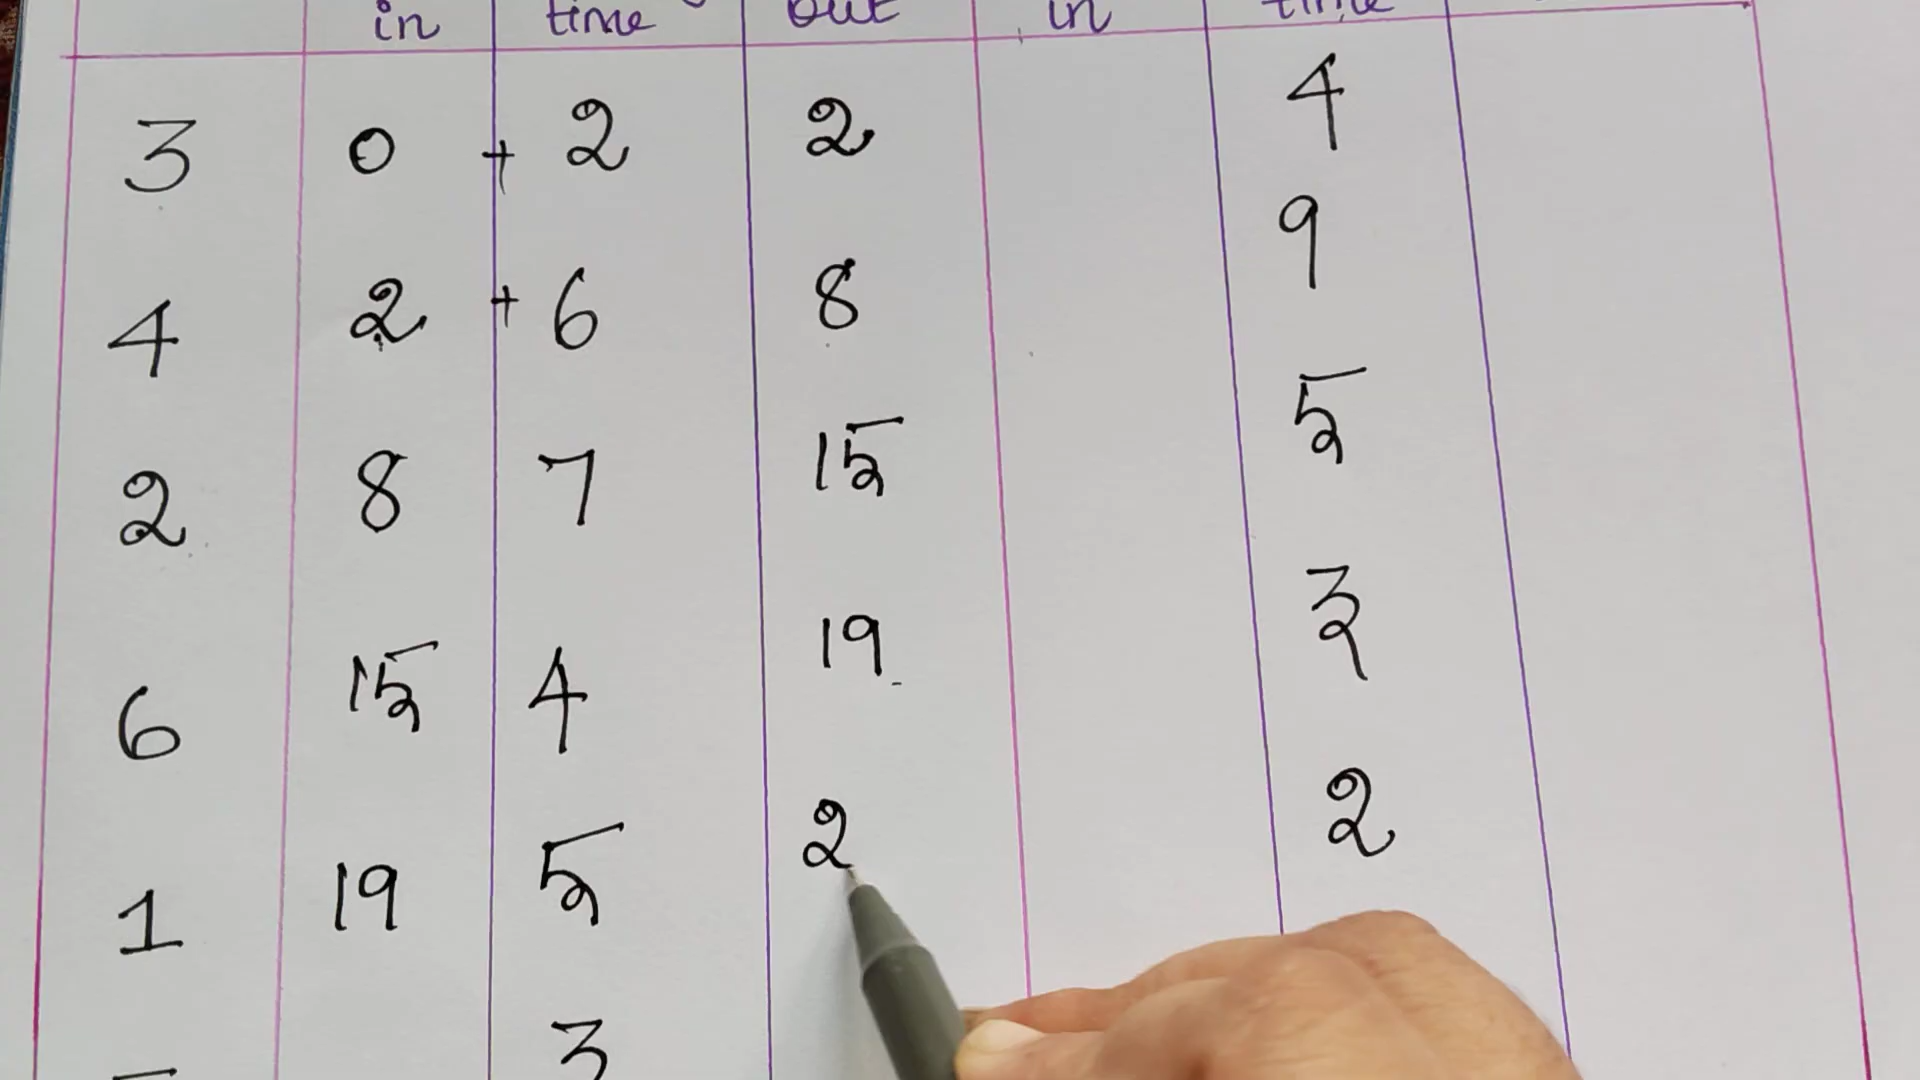 in time out in time
3 0 + 2 2 4
4 2 + 6 8 9
2 8 7 15 5
6 15 4 19 3
1 19 5 2 2
3